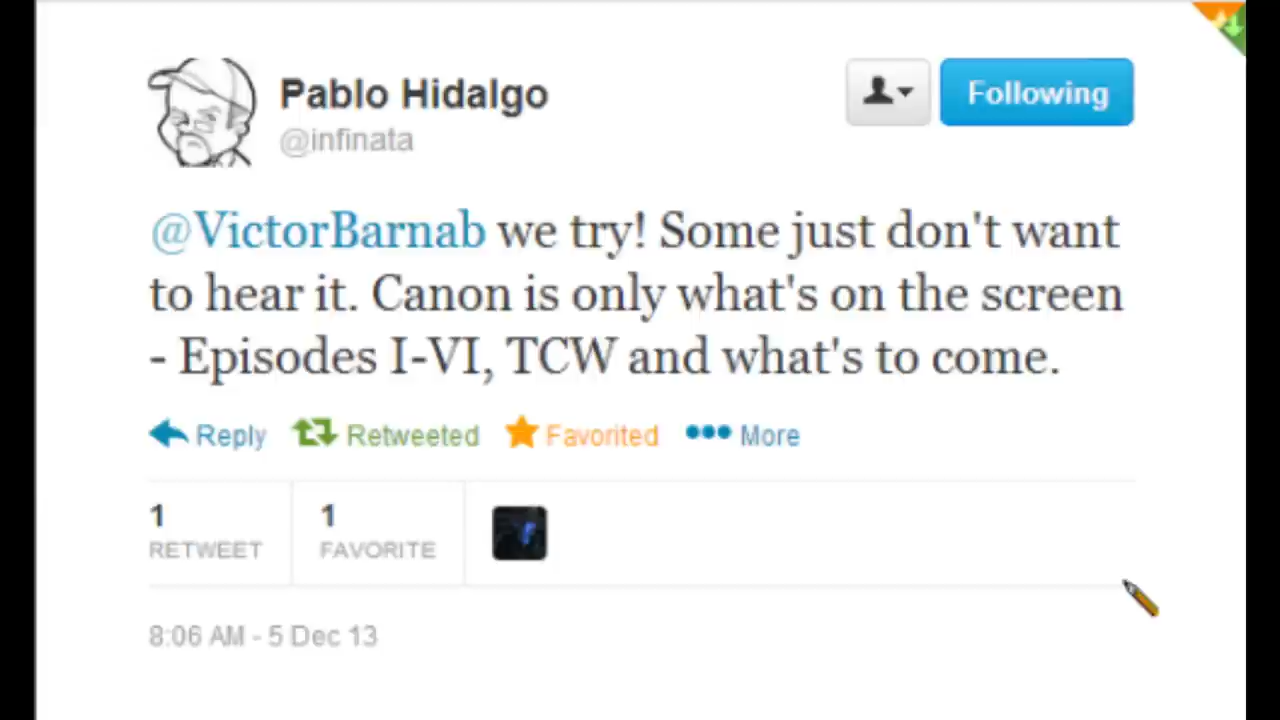 Pablo Hidalgo
Following
@infinata
@VictorBarnab we try! Some just don't want
to hear it. Canon is only what's on the screen
- Episodes I-VI, TCW and what's to come.
Reply Retweeted Favorited More
1 1
RETWEET FAVORITE
8:06 AM - 5 Dec 13